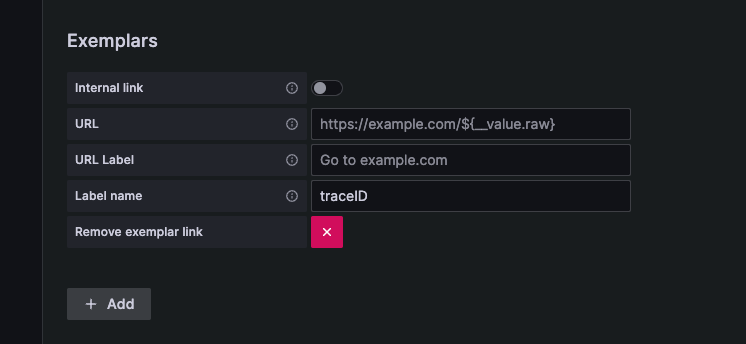 Exemplars
Internal link
URL https://example.com/${__value.raw}
URL Label Go to example.com
Label name traceID
Remove exemplar link
+ Add